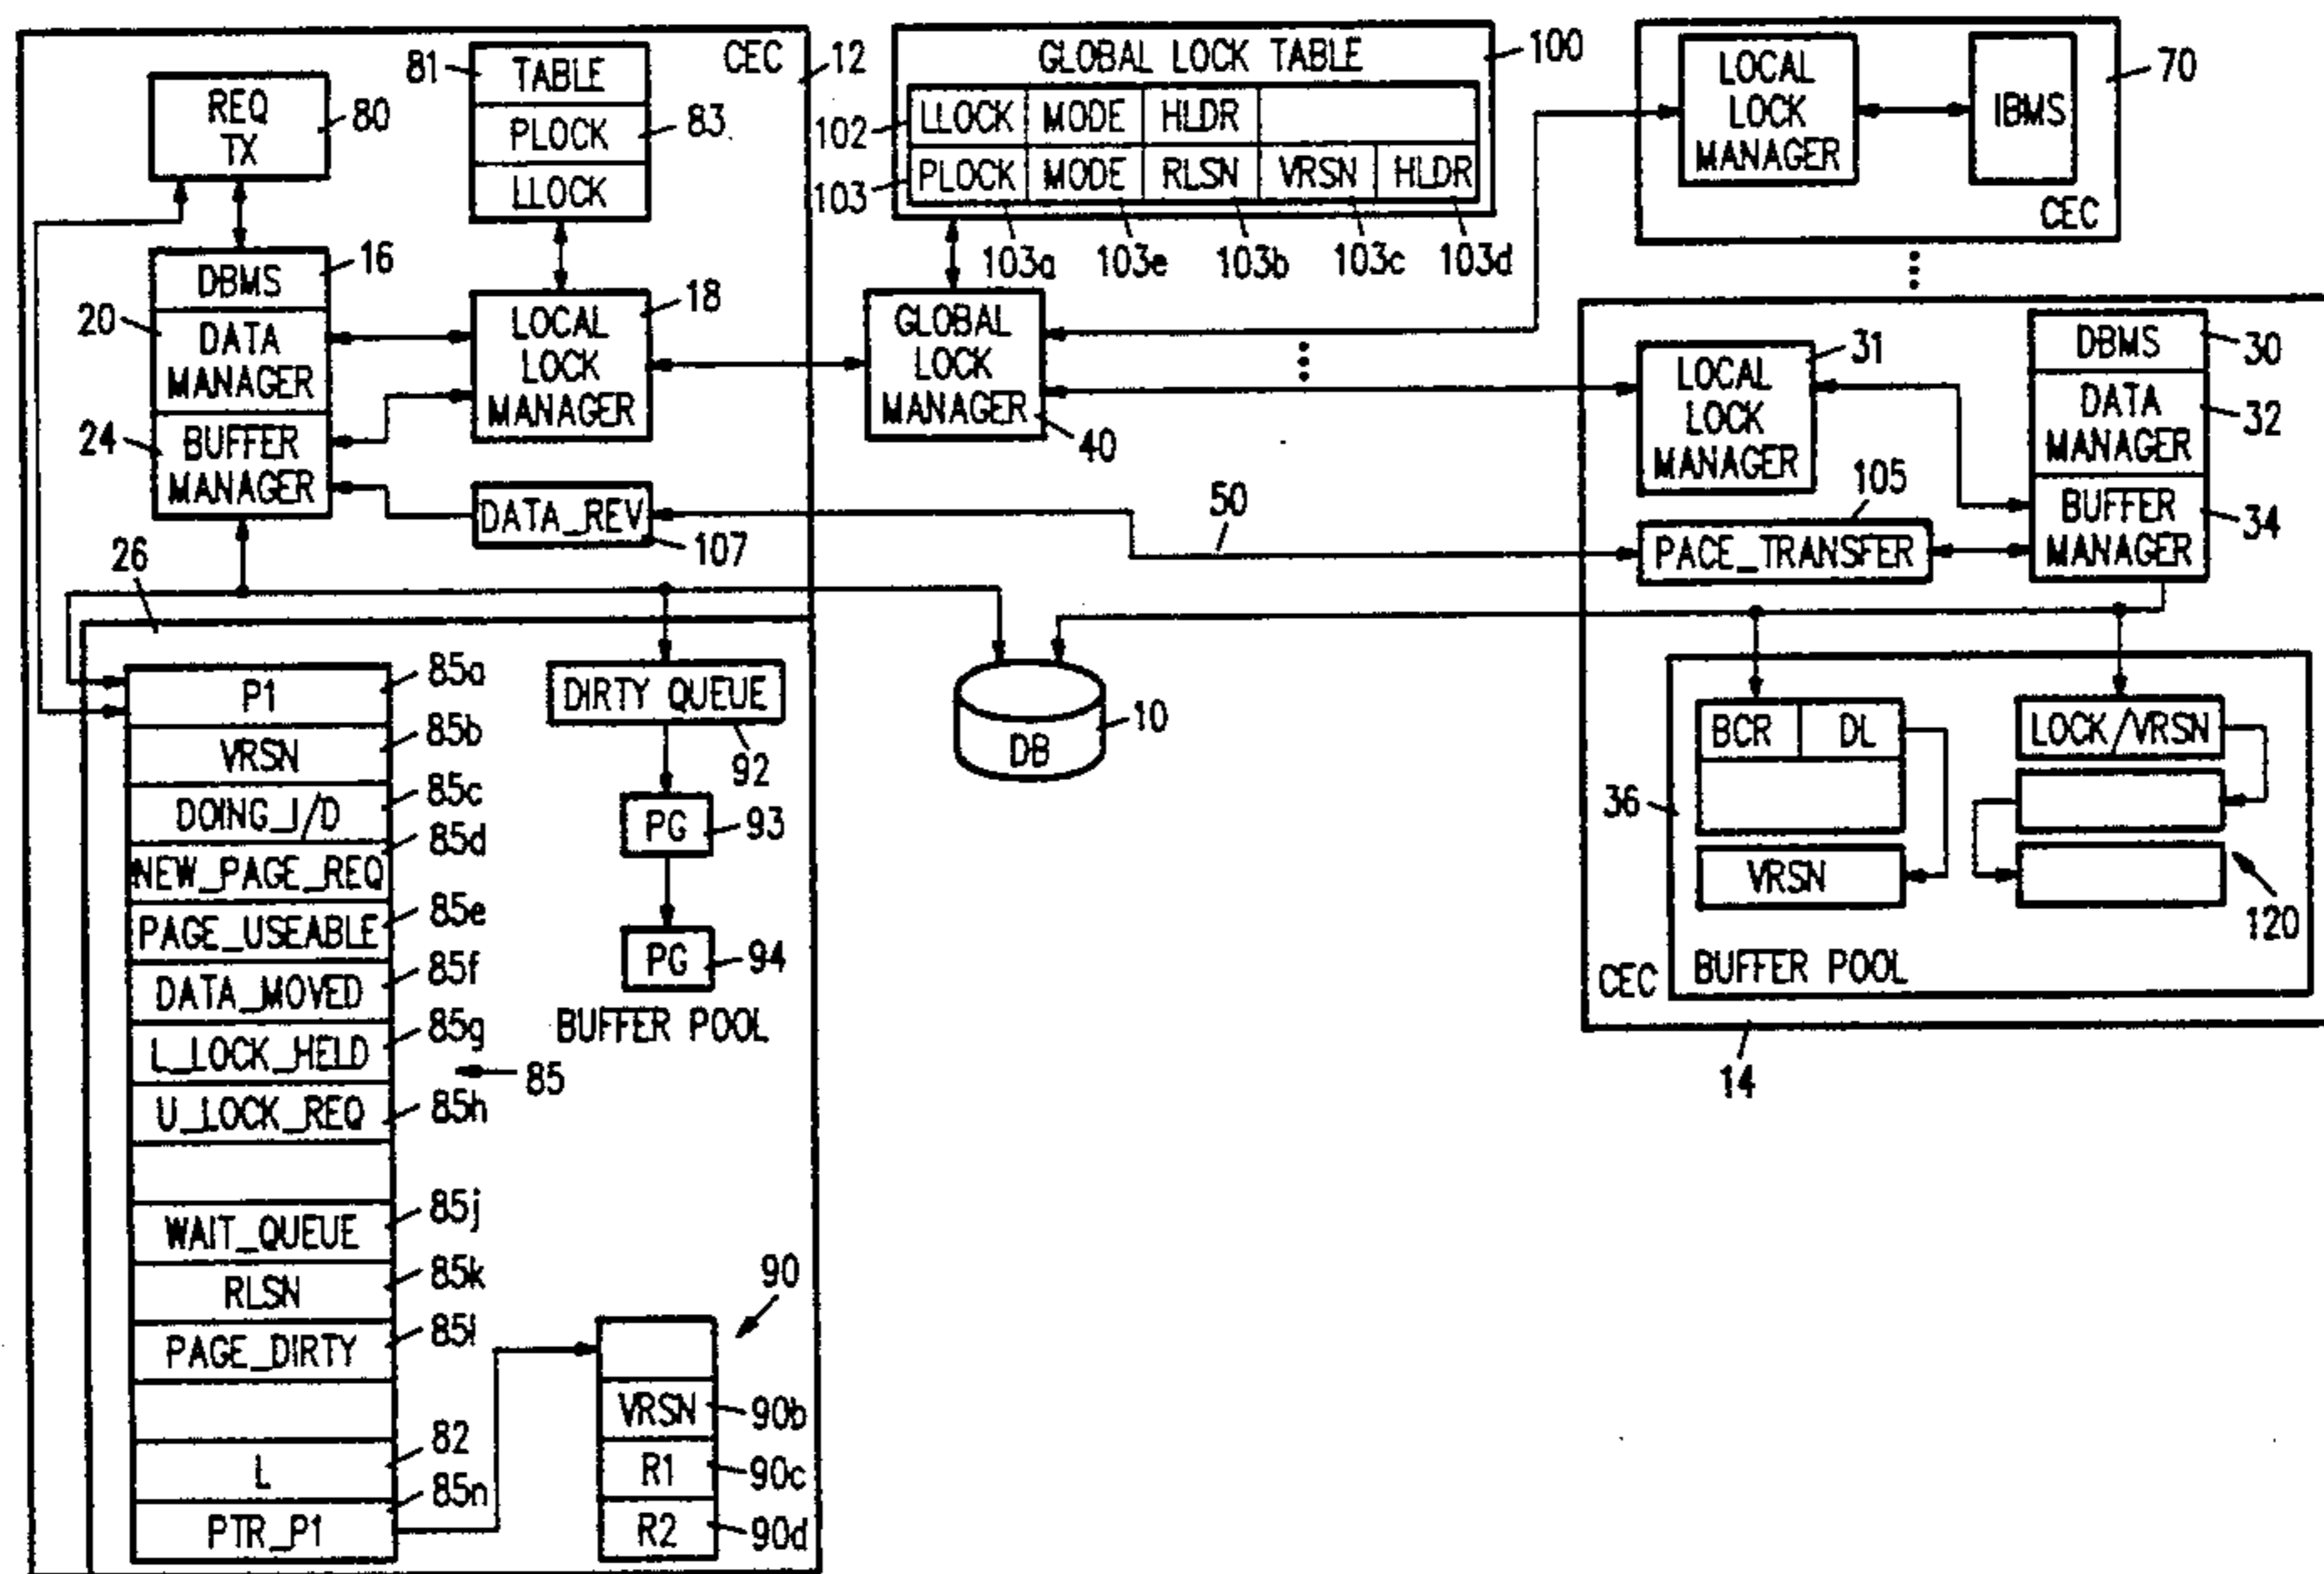 CEC
12
81
TABLE
PLOCK
83
LLOCK
REQ
TX
80
GLOBAL LOCK TABLE
100
102
LLOCK MODE HLDR
103
PLOCK MODE RLSN VRSN HLDR
103a 103e 103b 103c 103d
LOCAL
LOCK
MANAGER
IBMS
70
CEC
DBMS
16
20
DATA
MANAGER
24
BUFFER
MANAGER
LOCAL
LOCK
MANAGER
18
GLOBAL
LOCK
MANAGER
40
LOCAL
LOCK
MANAGER
31
DBMS
30
DATA
MANAGER
32
BUFFER
MANAGER
34
DATA_REV
107
50
105
PACE_TRANSFER
26
P1
85a
VRSN
85b
DOING_I/D
85c
NEW_PAGE_REQ
85d
PAGE_USEABLE
85e
DATA_MOVED
85f
L_LOCK_HELD
85g
85
U_LOCK_REQ
85h
WAIT_QUEUE
85j
RLSN
85k
PAGE_DIRTY
85l
L
82
PTR_P1
85n
DIRTY QUEUE
92
PG
93
PG
94
BUFFER POOL
90
VRSN
90b
R1
90c
R2
90d
DB
10
36
BCR DL
VRSN
LOCK/VRSN
120
BUFFER POOL
CEC
14